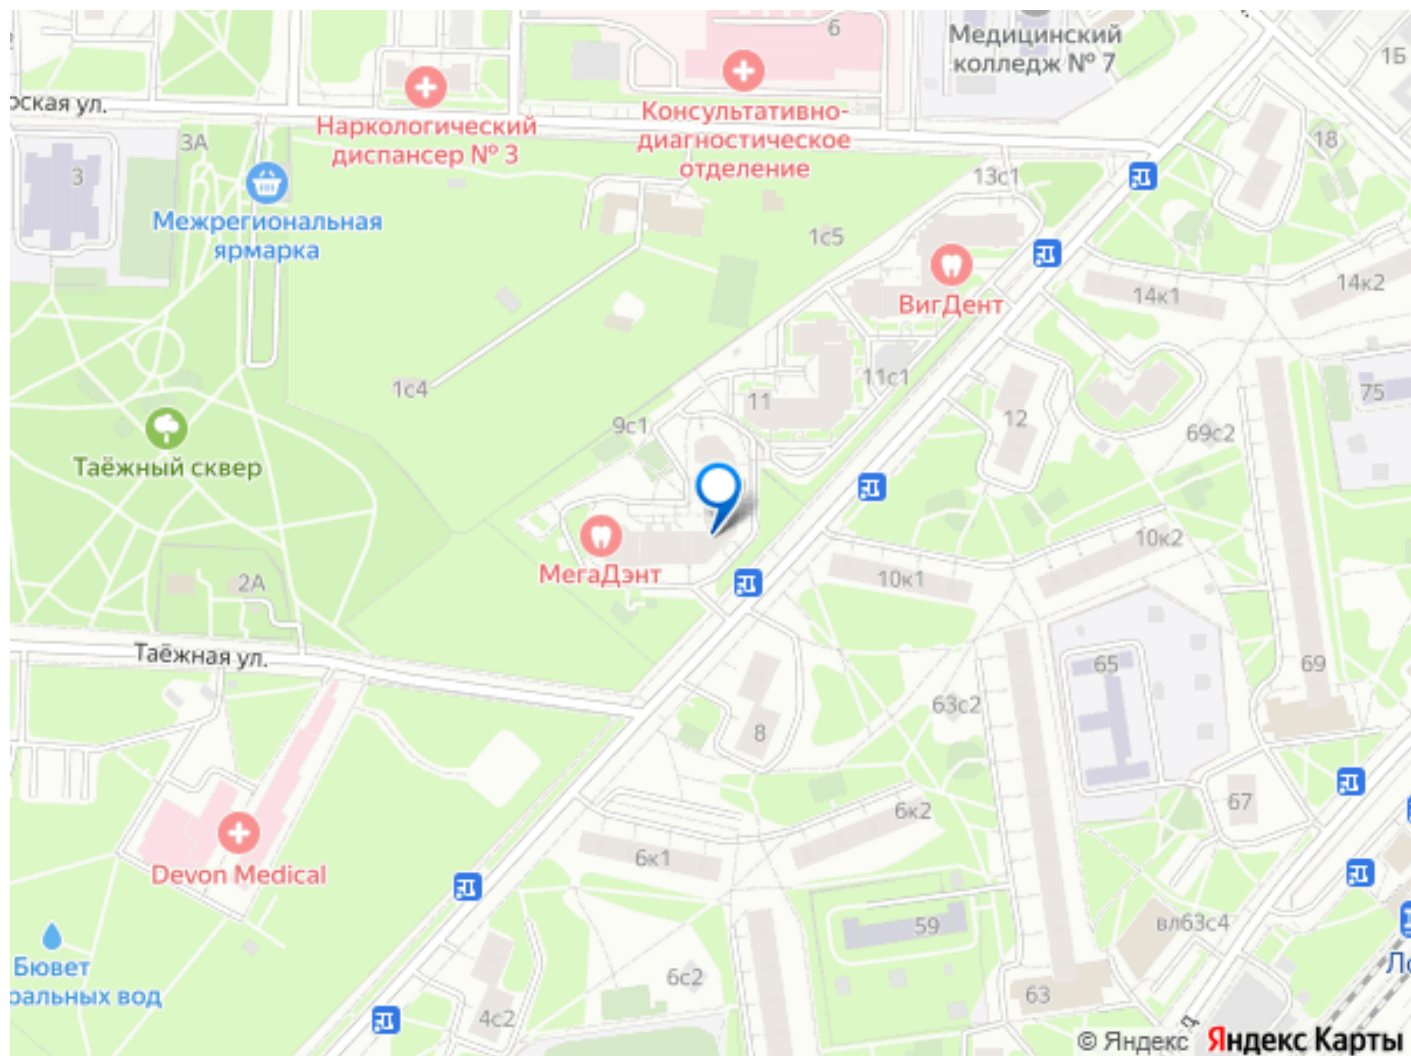 6
Медицинский
колледж № 7
1Б
рская ул.
Консультативно-
диагностическое
отделение
Наркологический
диспансер № 3
3А
18
3
13с1
Межрегиональная
ярмарка
1с5
14к2
14к1
ВигДент
1с4
11с1
75
11
12
9с1
69с2
Таёжный сквер
10к2
МегаДэнт
2А
10к1
Таёжная ул.
65
69
63с2
8
67
6к2
Devon Medical
6к1
59
вл63с4
Бювет
ральных вод
6с2
Ло
63
4с2
© Яндекс Яндекс Карты